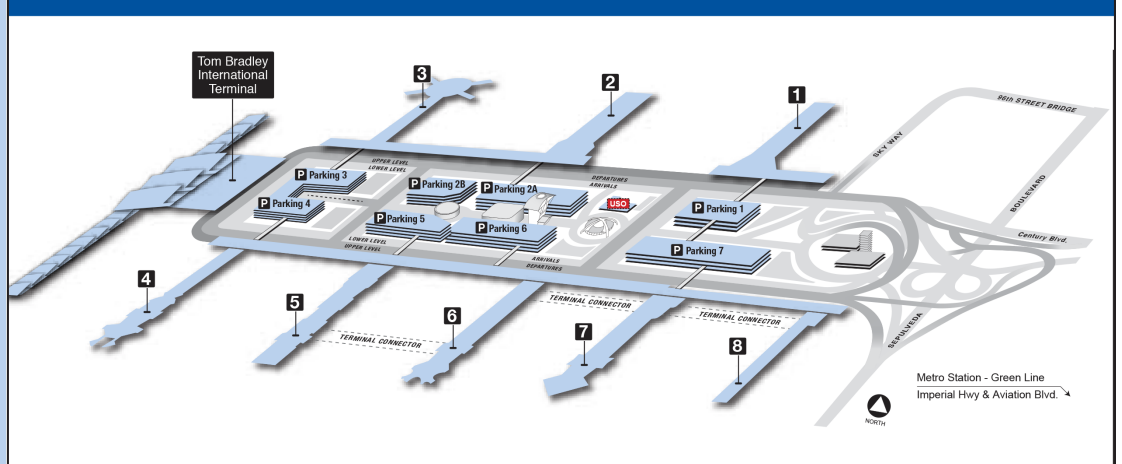 Tom Bradley
International
Terminal
3
2
1
96th STREET BRIDGE
SKY WAY
BOULEVARD
Century Blvd.
UPPER LEVEL
LOWER LEVEL
DEPARTURES
ARRIVALS
P Parking 3
P Parking 2B
P Parking 2A
USO
P Parking 4
P Parking 1
P Parking 5
P Parking 6
P Parking 7
LOWER LEVEL
UPPER LEVEL
ARRIVALS
DEPARTURES
4
5
6
7
8
TERMINAL CONNECTOR
TERMINAL CONNECTOR
TERMINAL CONNECTOR
SEPULVEDA
Metro Station - Green Line
Imperial Hwy & Aviation Blvd.
NORTH